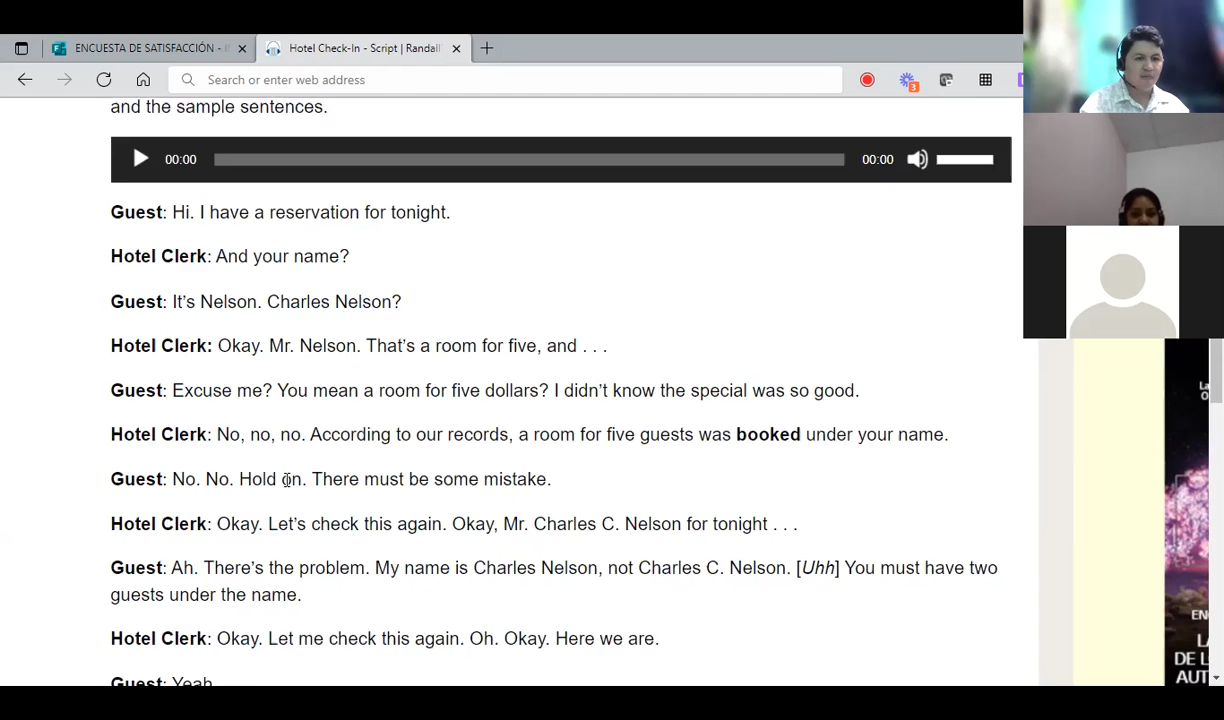 ENCUESTA DE SATISFACCIÓN - I
Hotel Check-In - Script | Randall'
Search or enter web address
3
and the sample sentences.
00:00
00:00
Guest: Hi. I have a reservation for tonight.
Hotel Clerk: And your name?
Guest: It’s Nelson. Charles Nelson?
Hotel Clerk: Okay. Mr. Nelson. That’s a room for five, and . . .
Guest: Excuse me? You mean a room for five dollars? I didn’t know the special was so good.
Hotel Clerk: No, no, no. According to our records, a room for five guests was booked under your name.
Guest: No. No. Hold on. There must be some mistake.
Hotel Clerk: Okay. Let’s check this again. Okay, Mr. Charles C. Nelson for tonight . . .
Guest: Ah. There’s the problem. My name is Charles Nelson, not Charles C. Nelson. [Uhh] You must have two
guests under the name.
Hotel Clerk: Okay. Let me check this again. Oh. Okay. Here we are.
Guest: Yeah
La
O
EN
LA
DE L
AUT